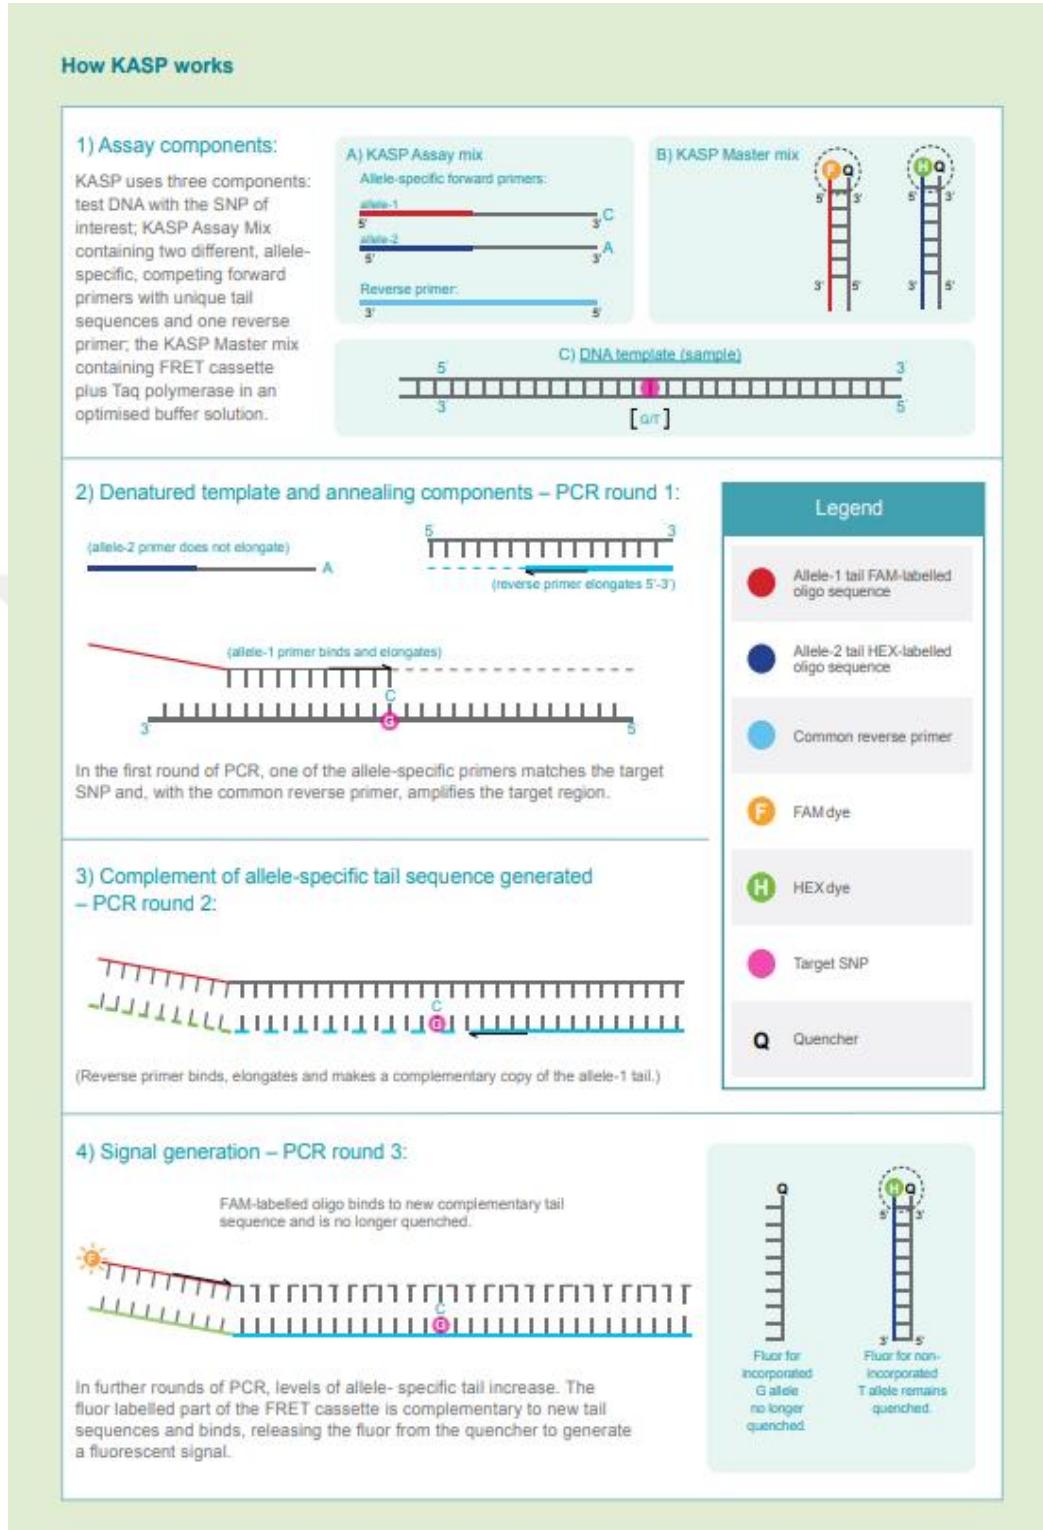 How KASP works
1) Assay components:
KASP uses three components:
test DNA with the SNP of
interest; KASP Assay Mix
containing two different, allele-
specific, competing forward
primers with unique tail
sequences and one reverse
primer; the KASP Master mix
containing FRET cassette
plus Taq polymerase in an
optimised buffer solution.
A) KASP Assay mix
Allele-specific forward primers:
allele-1
5' 3' C
allele-2
5' 3' A
Reverse primer:
3' 5'
B) KASP Master mix
F Q
5' 3'
3' 5'
H Q
5' 3'
3' 5'
C) DNA template (sample)
5' 3'
3' 5'
[G/T]
2) Denatured template and annealing components – PCR round 1:
(allele-2 primer does not elongate)
A
5 3
(reverse primer elongates 5'-3')
(allele-1 primer binds and elongates)
C
G
3' 5
In the first round of PCR, one of the allele-specific primers matches the target
SNP and, with the common reverse primer, amplifies the target region.
Legend
Allele-1 tail FAM-labelled
oligo sequence
Allele-2 tail HEX-labelled
oligo sequence
Common reverse primer
F FAM dye
H HEX dye
Target SNP
Q Quencher
3) Complement of allele-specific tail sequence generated
– PCR round 2:
C
G
(Reverse primer binds, elongates and makes a complementary copy of the allele-1 tail.)
4) Signal generation – PCR round 3:
FAM-labelled oligo binds to new complementary tail
sequence and is no longer quenched.
F
C
G
In further rounds of PCR, levels of allele- specific tail increase. The
fluor labelled part of the FRET cassette is complementary to new tail
sequences and binds, releasing the fluor from the quencher to generate
a fluorescent signal.
Q
Fluor for
incorporated
G allele
no longer
quenched.
H Q
5' 3'
3' 5'
Fluor for non-
incorporated
T allele remains
quenched.